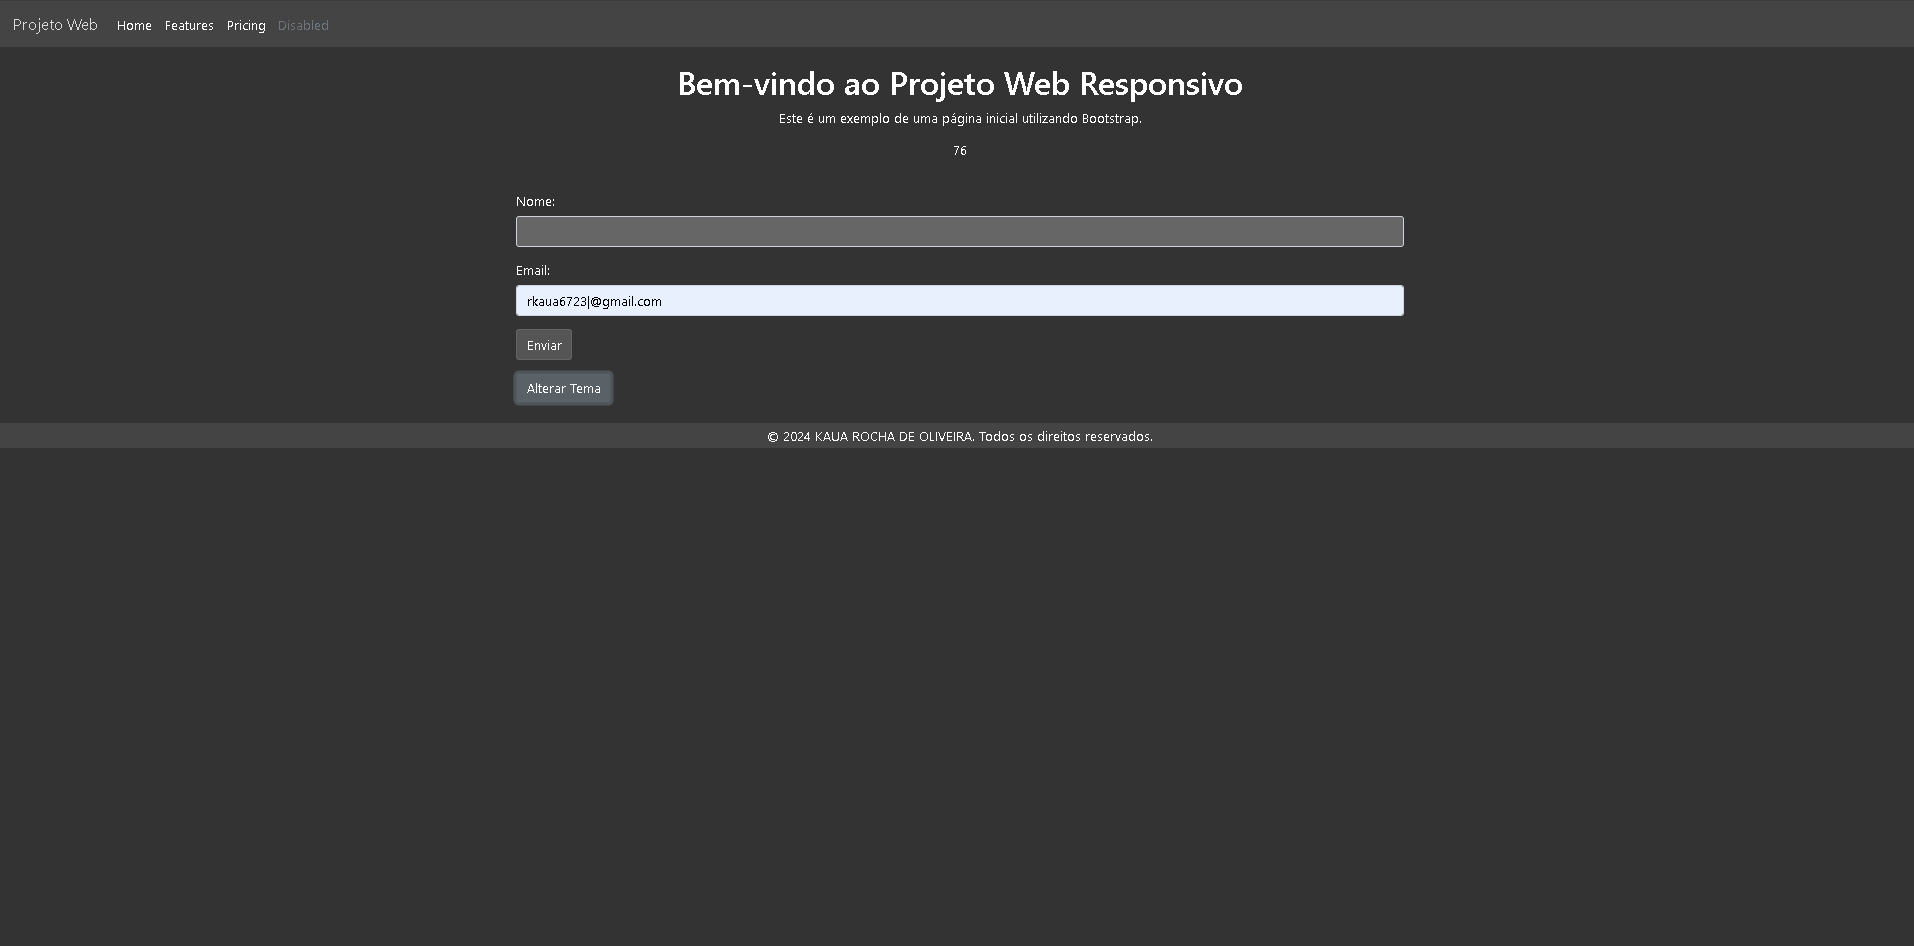 Projeto Web Home Features Pricing Disabled
Bem-vindo ao Projeto Web Responsivo
Este é um exemplo de uma página inicial utilizando Bootstrap.
76
Nome:
Email:
rkaua6723|@gmail.com
Enviar
Alterar Tema
© 2024 KAUA ROCHA DE OLIVEIRA. Todos os direitos reservados.